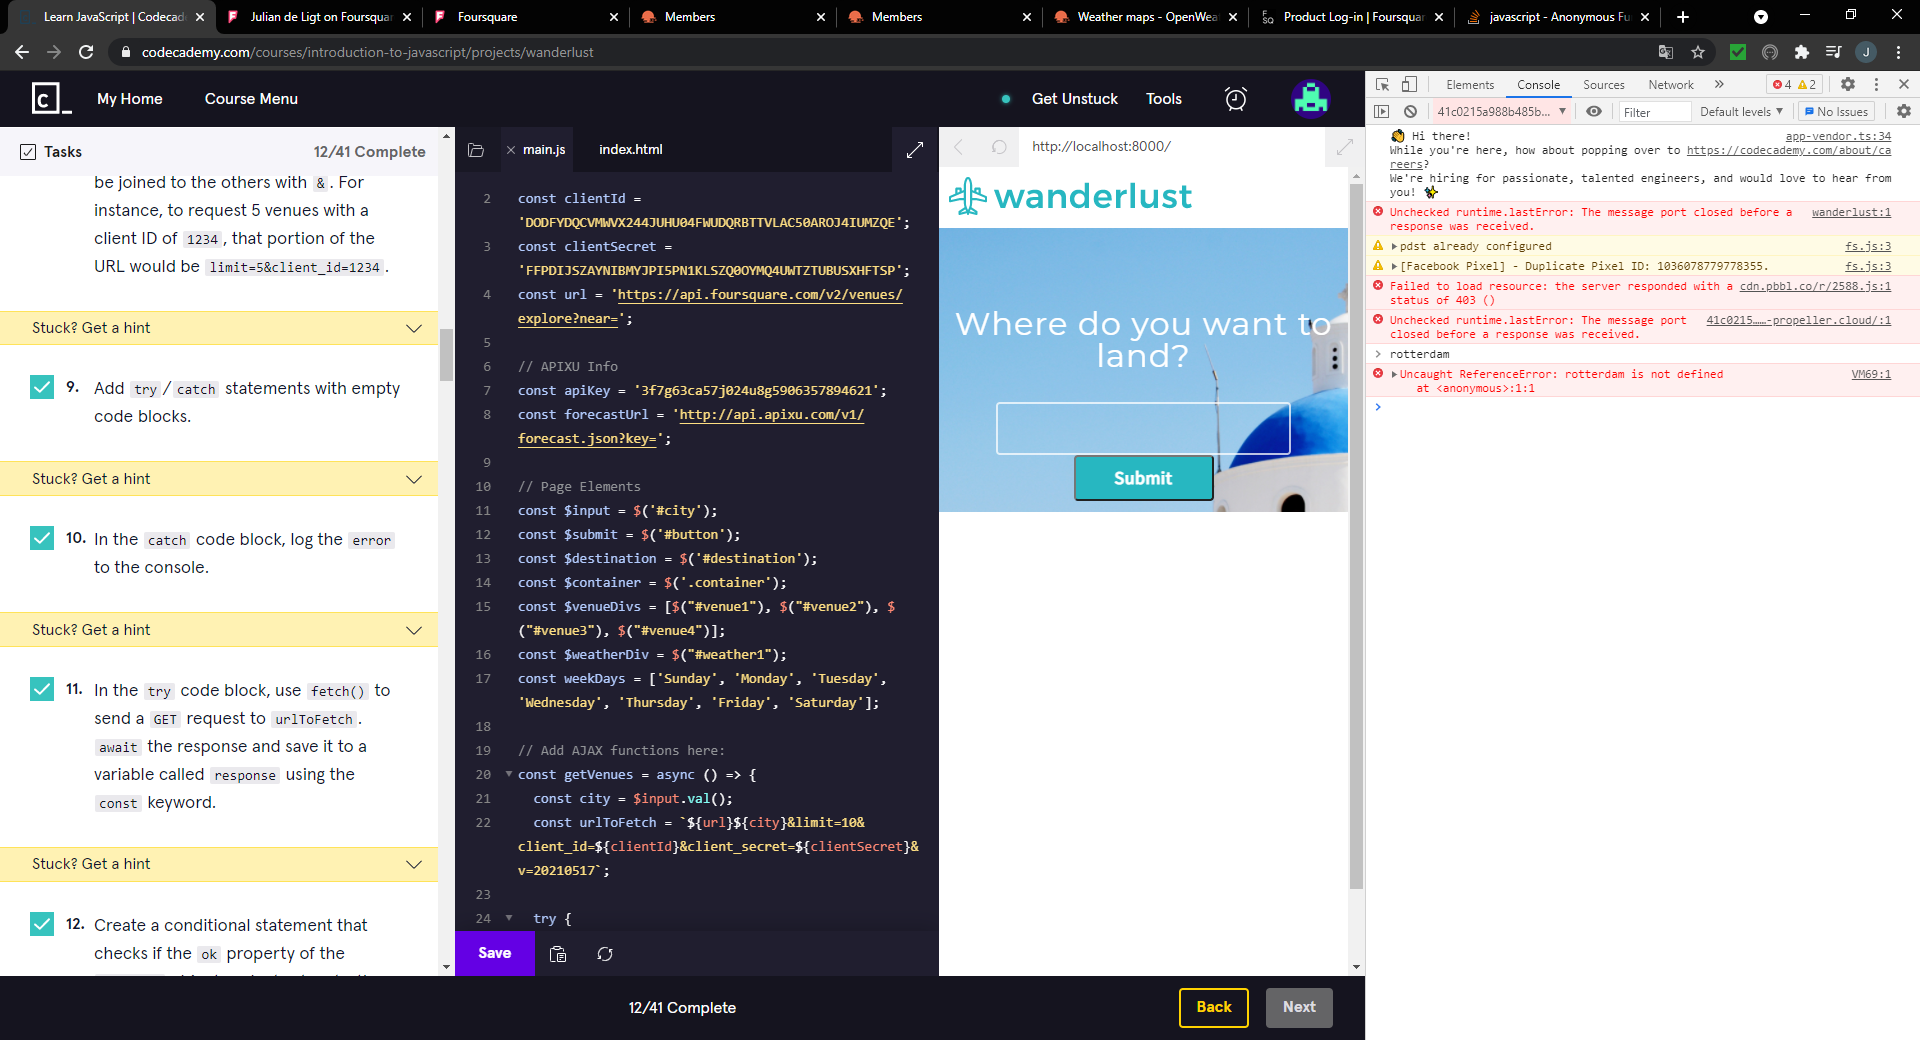 Learn JavaScript | Codecade
Julian de Ligt on Foursquar
Foursquare
Members
Members
Weather maps - OpenWea
Product Log-in | Foursquar
javascript - Anonymous Fu
codecademy.com/courses/introduction-to-javascript/projects/wanderlust
My Home
Course Menu
Get Unstuck
Tools
Tasks
12/41 Complete
be joined to the others with & . For
instance, to request 5 venues with a
client ID of 1234 , that portion of the
URL would be limit=5&client_id=1234 .
Stuck? Get a hint
9. Add try / catch statements with empty
code blocks.
Stuck? Get a hint
10. In the catch code block, log the error
to the console.
Stuck? Get a hint
11. In the try code block, use fetch() to
send a GET request to urlToFetch .
await the response and save it to a
variable called response using the
const keyword.
Stuck? Get a hint
12. Create a conditional statement that
checks if the ok property of the
main.js
index.html
2 const clientId =
'DODFYDQCVMWVX244JUHU04FWUDQRBTTVLAC50AROJ4IUMZQE';
3 const clientSecret =
'FFPDIJSZAYNIBMYJPI5PN1KLSZQ0OYMQ4UWTZTUBUSXHFTSP';
4 const url = 'https://api.foursquare.com/v2/venues/
explore?near=';
5
6 // APIXU Info
7 const apiKey = '3f7g63ca57j024u8g5906357894621';
8 const forecastUrl = 'http://api.apixu.com/v1/
forecast.json?key=';
9
10 // Page Elements
11 const $input = $('#city');
12 const $submit = $('#button');
13 const $destination = $('#destination');
14 const $container = $('.container');
15 const $venueDivs = [$("#venue1"), $("#venue2"), $
("#venue3"), $("#venue4")];
16 const $weatherDiv = $("#weather1");
17 const weekDays = ['Sunday', 'Monday', 'Tuesday',
'Wednesday', 'Thursday', 'Friday', 'Saturday'];
18
19 // Add AJAX functions here:
20 const getVenues = async () => {
21 const city = $input.val();
22 const urlToFetch = `${url}${city}&limit=10&
client_id=${clientId}&client_secret=${clientSecret}&
v=20210517`;
23
24 try {
Save
http://localhost:8000/
wanderlust
Where do you want to
land?
Submit
12/41 Complete
Back
Next
Elements
Console
Sources
Network
4
2
41c0215a988b485b...
Filter
Default levels
No Issues
Hi there! app-vendor.ts:34
While you're here, how about popping over to https://codecademy.com/about/ca
reers?
We're hiring for passionate, talented engineers, and would love to hear from
you!
Unchecked runtime.lastError: The message port closed before a wanderlust:1
response was received.
pdst already configured fs.js:3
[Facebook Pixel] - Duplicate Pixel ID: 1036078779778355. fs.js:3
Failed to load resource: the server responded with a cdn.pbbl.co/r/2588.js:1
status of 403 ()
Unchecked runtime.lastError: The message port 41c0215……-propeller.cloud/:1
closed before a response was received.
rotterdam
Uncaught ReferenceError: rotterdam is not defined VM69:1
at <anonymous>:1:1